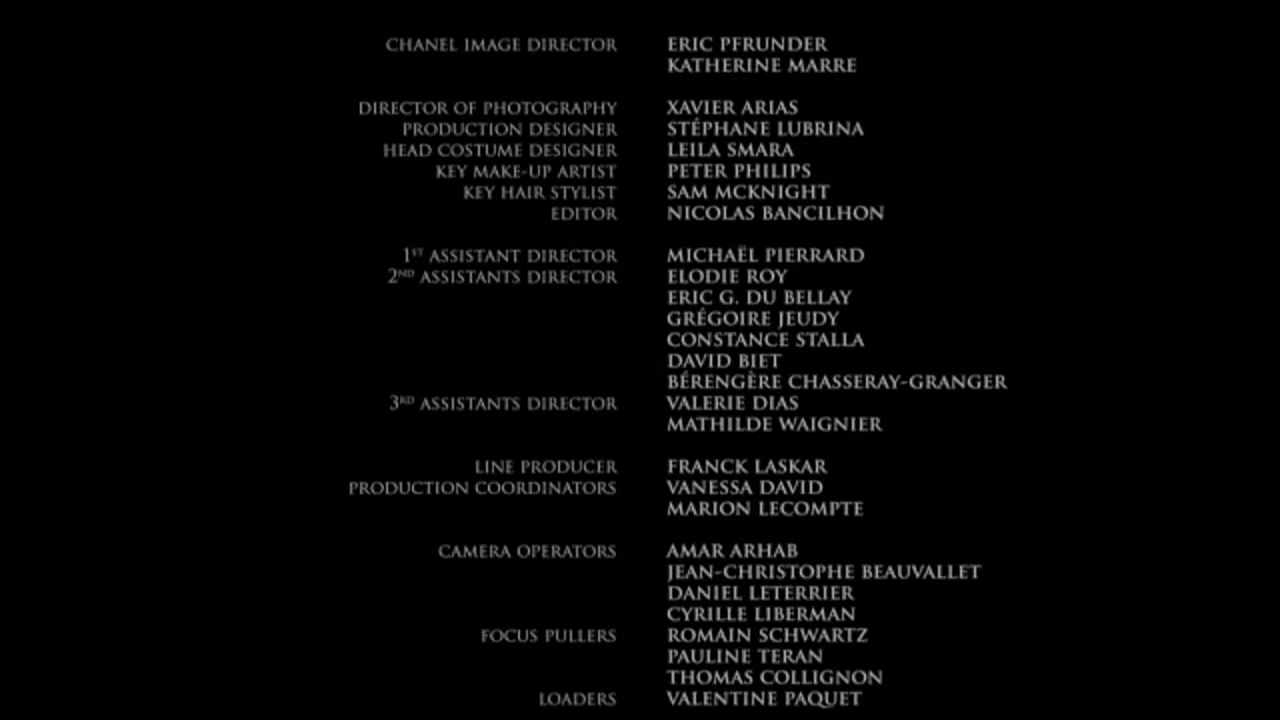 CHANEL IMAGE DIRECTOR ERIC PFRUNDER
KATHERINE MARRE
DIRECTOR OF PHOTOGRAPHY XAVIER ARIAS
PRODUCTION DESIGNER STÉPHANE LUBRINA
HEAD COSTUME DESIGNER LEILA SMARA
KEY MAKE-UP ARTIST PETER PHILIPS
KEY HAIR STYLIST SAM MCKNIGHT
EDITOR NICOLAS BANCILHON
1ST ASSISTANT DIRECTOR MICHAËL PIERRARD
2ND ASSISTANTS DIRECTOR ELODIE ROY
ERIC G. DU BELLAY
GRÉGOIRE JEUDY
CONSTANCE STALLA
DAVID BIET
BÉRENGÈRE CHASSERAY-GRANGER
3RD ASSISTANTS DIRECTOR VALERIE DIAS
MATHILDE WAIGNIER
LINE PRODUCER FRANCK LASKAR
PRODUCTION COORDINATORS VANESSA DAVID
MARION LECOMPTE
CAMERA OPERATORS AMAR ARHAB
JEAN-CHRISTOPHE BEAUVALLET
DANIEL LETERRIER
CYRILLE LIBERMAN
FOCUS PULLERS ROMAIN SCHWARTZ
PAULINE TERAN
THOMAS COLLIGNON
LOADERS VALENTINE PAQUET